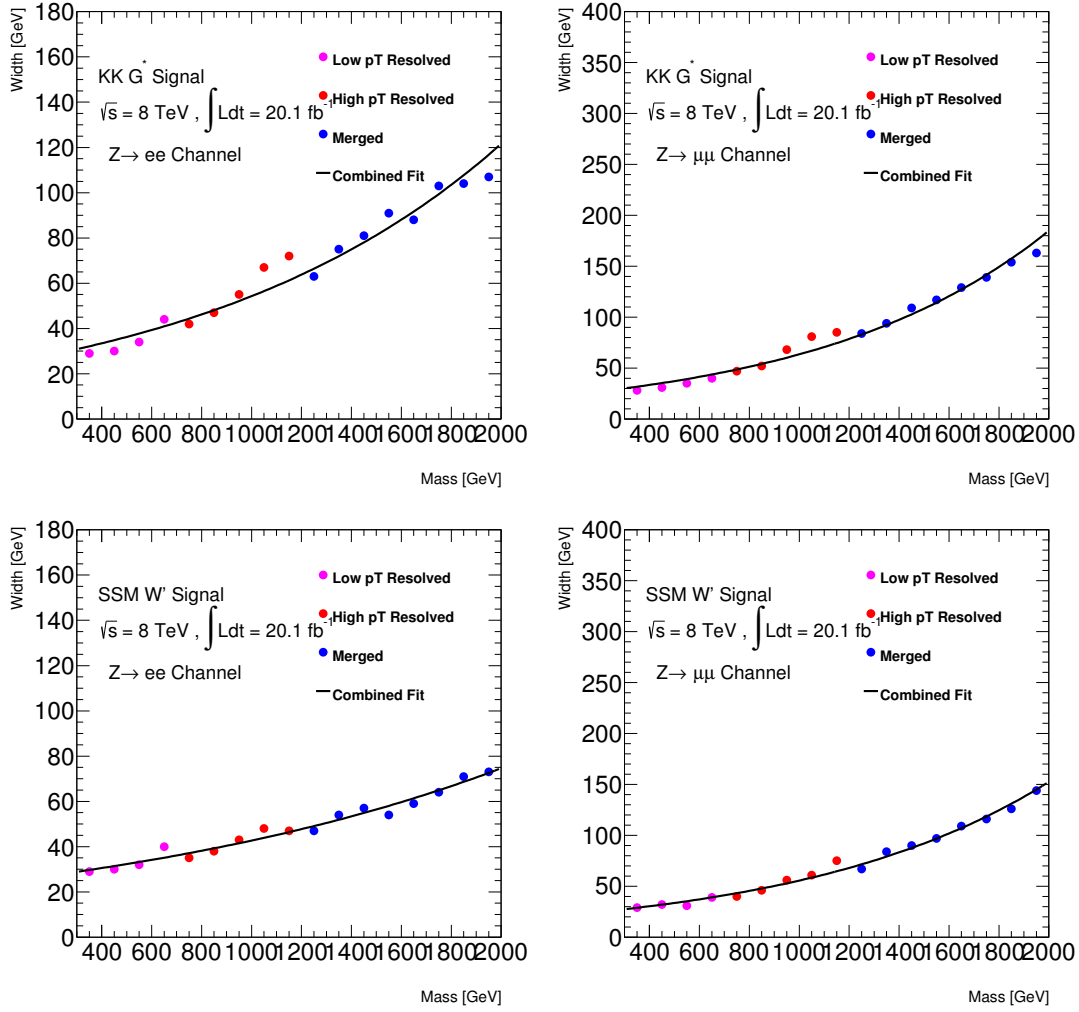 Width [GeV]
180
160
140
120
100
80
60
40
20
0
KK G* Signal
√s = 8 TeV , ∫ Ldt = 20.1 fb-1
Z→ ee Channel
Low pT Resolved
High pT Resolved
Merged
Combined Fit
400 600 800 1000 1200 1400 1600 1800 2000
Mass [GeV]
Width [GeV]
400
350
300
250
200
150
100
50
0
KK G* Signal
√s = 8 TeV , ∫ Ldt = 20.1 fb-1
Z→ μμ Channel
Low pT Resolved
High pT Resolved
Merged
Combined Fit
400 600 800 1000 1200 1400 1600 1800 2000
Mass [GeV]
Width [GeV]
180
160
140
120
100
80
60
40
20
0
SSM W' Signal
√s = 8 TeV , ∫ Ldt = 20.1 fb-1
Z→ ee Channel
Low pT Resolved
High pT Resolved
Merged
Combined Fit
400 600 800 1000 1200 1400 1600 1800 2000
Mass [GeV]
Width [GeV]
400
350
300
250
200
150
100
50
0
SSM W' Signal
√s = 8 TeV , ∫ Ldt = 20.1 fb-1
Z→ μμ Channel
Low pT Resolved
High pT Resolved
Merged
Combined Fit
400 600 800 1000 1200 1400 1600 1800 2000
Mass [GeV]